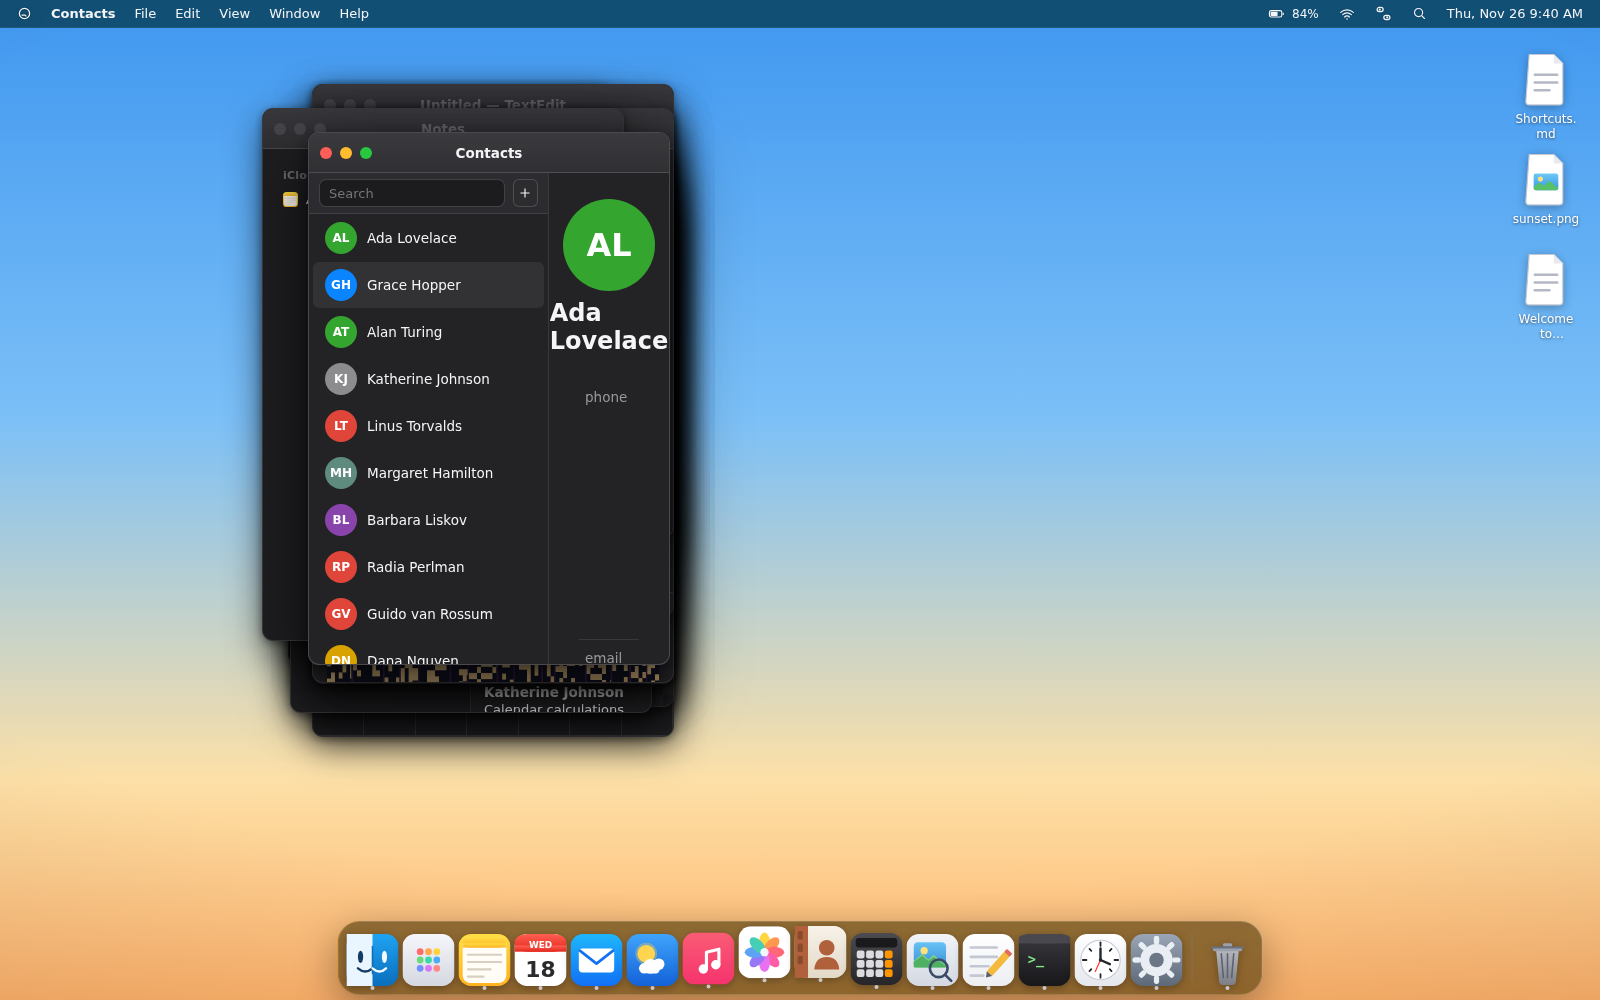 Contacts File Edit View Window Help 84% Thu, Nov 26 9:40 AM
Untitled — TextEdit
Notes
Contacts
iClo
Search
+
AL Ada Lovelace
GH Grace Hopper
AT Alan Turing
KJ Katherine Johnson
LT Linus Torvalds
MH Margaret Hamilton
BL Barbara Liskov
RP Radia Perlman
GV Guido van Rossum
DN Dana Nguyen
AL
Ada
Lovelace
phone
email
Katherine Johnson
Calendar calculations
Shortcuts.
md
sunset.png
Welcome
to...
WED
18
>_